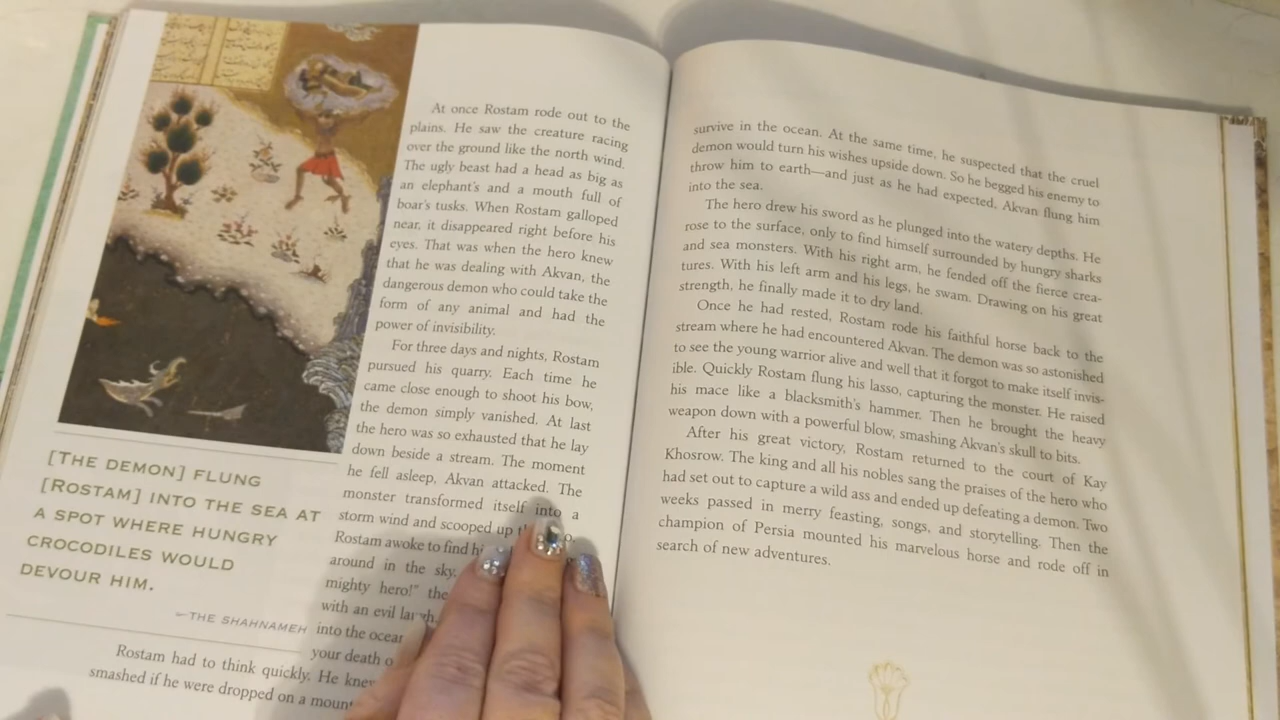 At once Rostam rode out to the
plains. He saw the creature racing
over the ground like the north wind.
The ugly beast had a head as big as
an elephant's and a mouth full of
boar's tusks. When Rostam galloped
near, it disappeared right before his
eyes. That was when the hero knew
that he was dealing with Akvan, the
dangerous demon who could take the
form of any animal and had the
power of invisibility.
For three days and nights, Rostam
pursued his quarry. Each time he
came close enough to shoot his bow,
the demon simply vanished. At last
the hero was so exhausted that he lay
down beside a stream. The moment
he fell asleep, Akvan attacked. The
monster transformed itself into a
storm wind and scooped up
Rostam awoke to find
around in the sky.
mighty hero!" the
with an evil laugh.
into the
your death
[THE DEMON] FLUNG
[ROSTAM] INTO THE SEA AT
A SPOT WHERE HUNGRY
CROCODILES WOULD
DEVOUR HIM.
—THE SHAHNAMEH
Rostam had to think quickly. He knew
smashed if he were dropped on a
survive in the ocean. At the same time, he suspected that the cruel
demon would turn his wishes upside down. So he begged his enemy to
throw him to earth—and just as he had expected, Akvan flung him
into the sea.
The hero drew his sword as he plunged into the watery depths. He
rose to the surface, only to find himself surrounded by hungry sharks
and sea monsters. With his right arm, he fended off the fierce crea-
tures. With his left arm and his legs, he swam. Drawing on his great
strength, he finally made it to dry land.
Once he had rested, Rostam rode his faithful horse back to the
stream where he had encountered Akvan. The demon was so astonished
to see the young warrior alive and well that it forgot to make itself invis-
ible. Quickly Rostam flung his lasso, capturing the monster. He raised
his mace like a blacksmith's hammer. Then he brought the heavy
weapon down with a powerful blow, smashing Akvan's skull to bits.
After his great victory, Rostam returned to the court of Kay
Khosrow. The king and all his nobles sang the praises of the hero who
had set out to capture a wild ass and ended up defeating a demon. Two
weeks passed in merry feasting, songs, and storytelling. Then the
champion of Persia mounted his marvelous horse and rode off in
search of new adventures.